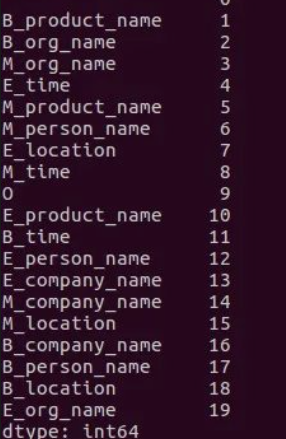 0
B_product_name 1
B_org_name 2
M_org_name 3
E_time 4
M_product_name 5
M_person_name 6
E_location 7
M_time 8
O 9
E_product_name 10
B_time 11
E_person_name 12
E_company_name 13
M_company_name 14
M_location 15
B_company_name 16
B_person_name 17
B_location 18
E_org_name 19
dtype: int64